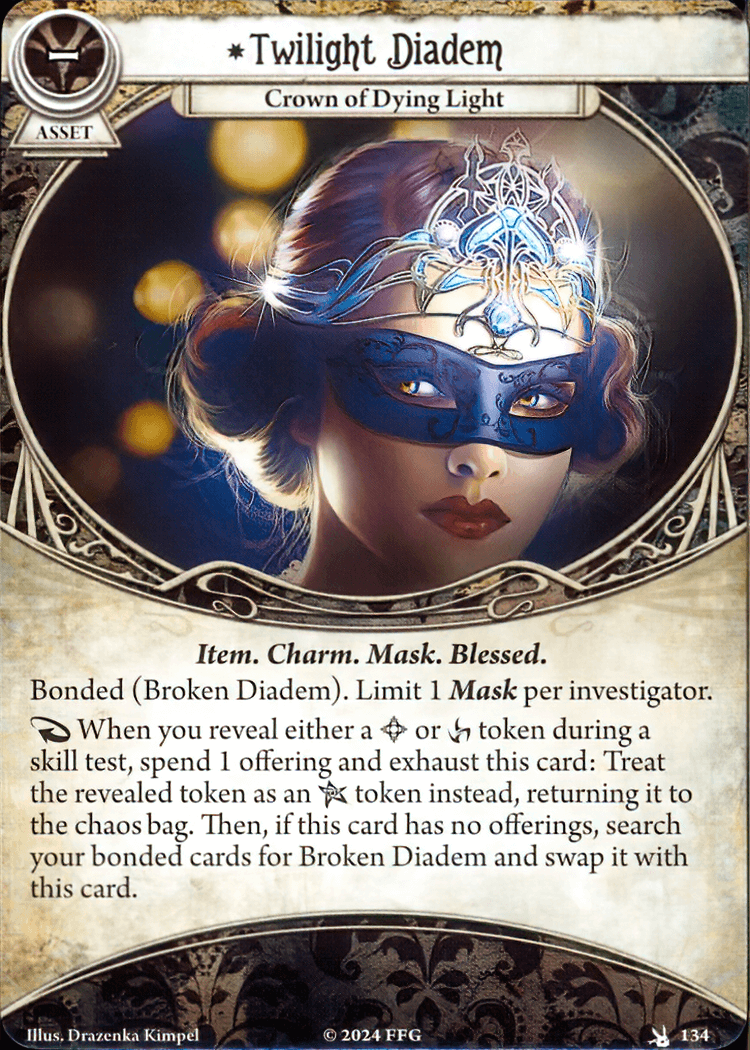 –
ASSET
✷Twilight Diadem
Crown of Dying Light
Item. Charm. Mask. Blessed.
Bonded (Broken Diadem). Limit 1 Mask per investigator.
When you reveal either a or token during a
skill test, spend 1 offering and exhaust this card: Treat
the revealed token as an token instead, returning it to
the chaos bag. Then, if this card has no offerings, search
your bonded cards for Broken Diadem and swap it with
this card.
Illus. Drazenka Kimpel
© 2024 FFG
134